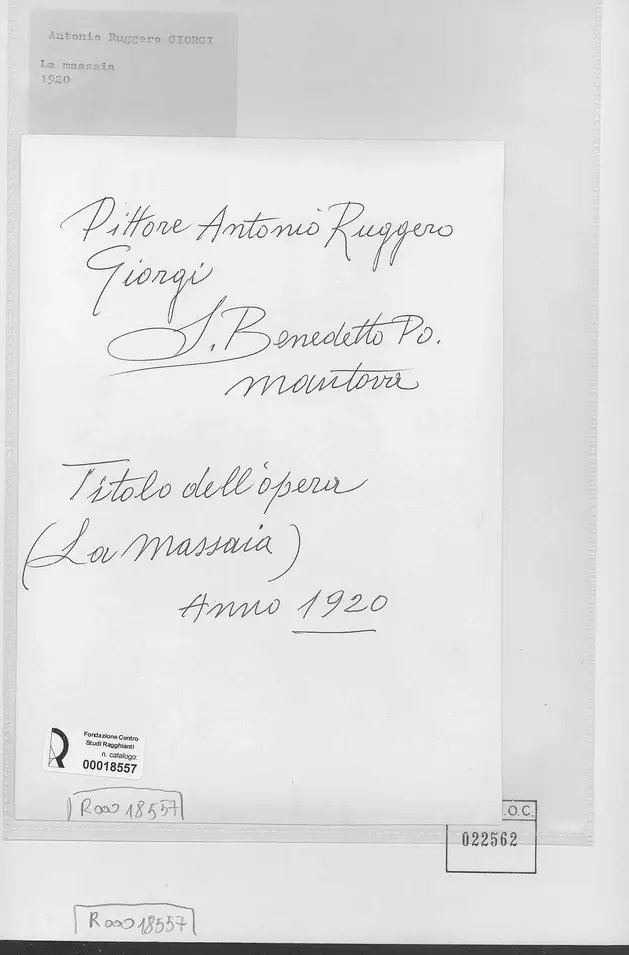 Antonio Ruggero GIORGI
La massaia
1920
Pittore Antonio Ruggero
Giorgi
S. Benedetto Po.
Mantova
Titolo dell'opera
(La Massaia)
Anno 1920
Fondazione Centro
Studi Ragghianti
n. catalogo:
00018557
R00018557
.O.C.
022562
R00018557